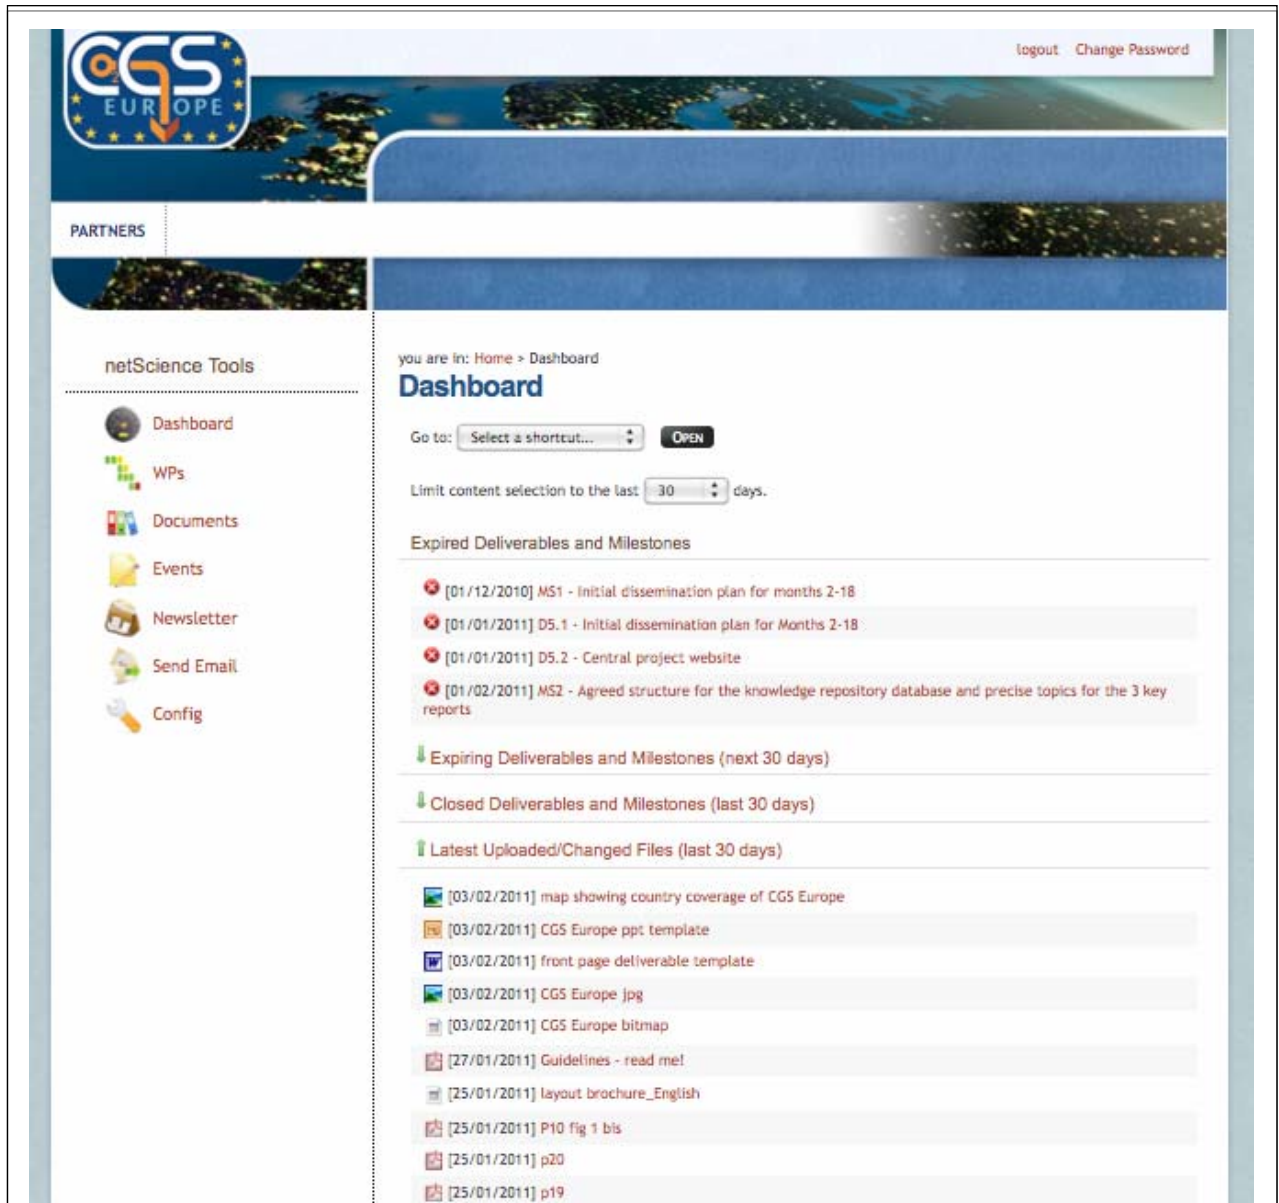 CO2GS
EUROPE
logout Change Password
PARTNERS
netScience Tools
Dashboard
WPs
Documents
Events
Newsletter
Send Email
Config
you are in: Home > Dashboard
Dashboard
Go to: Select a shortcut... OPEN
Limit content selection to the last 30 days.
Expired Deliverables and Milestones
[01/12/2010] MS1 - Initial dissemination plan for months 2-18
[01/01/2011] D5.1 - Initial dissemination plan for Months 2-18
[01/01/2011] D5.2 - Central project website
[01/02/2011] MS2 - Agreed structure for the knowledge repository database and precise topics for the 3 key
reports
Expiring Deliverables and Milestones (next 30 days)
Closed Deliverables and Milestones (last 30 days)
Latest Uploaded/Changed Files (last 30 days)
[03/02/2011] map showing country coverage of CGS Europe
[03/02/2011] CGS Europe ppt template
[03/02/2011] front page deliverable template
[03/02/2011] CGS Europe jpg
[03/02/2011] CGS Europe bitmap
[27/01/2011] Guidelines - read me!
[25/01/2011] layout brochure_English
[25/01/2011] P10 fig 1 bis
[25/01/2011] p20
[25/01/2011] p19